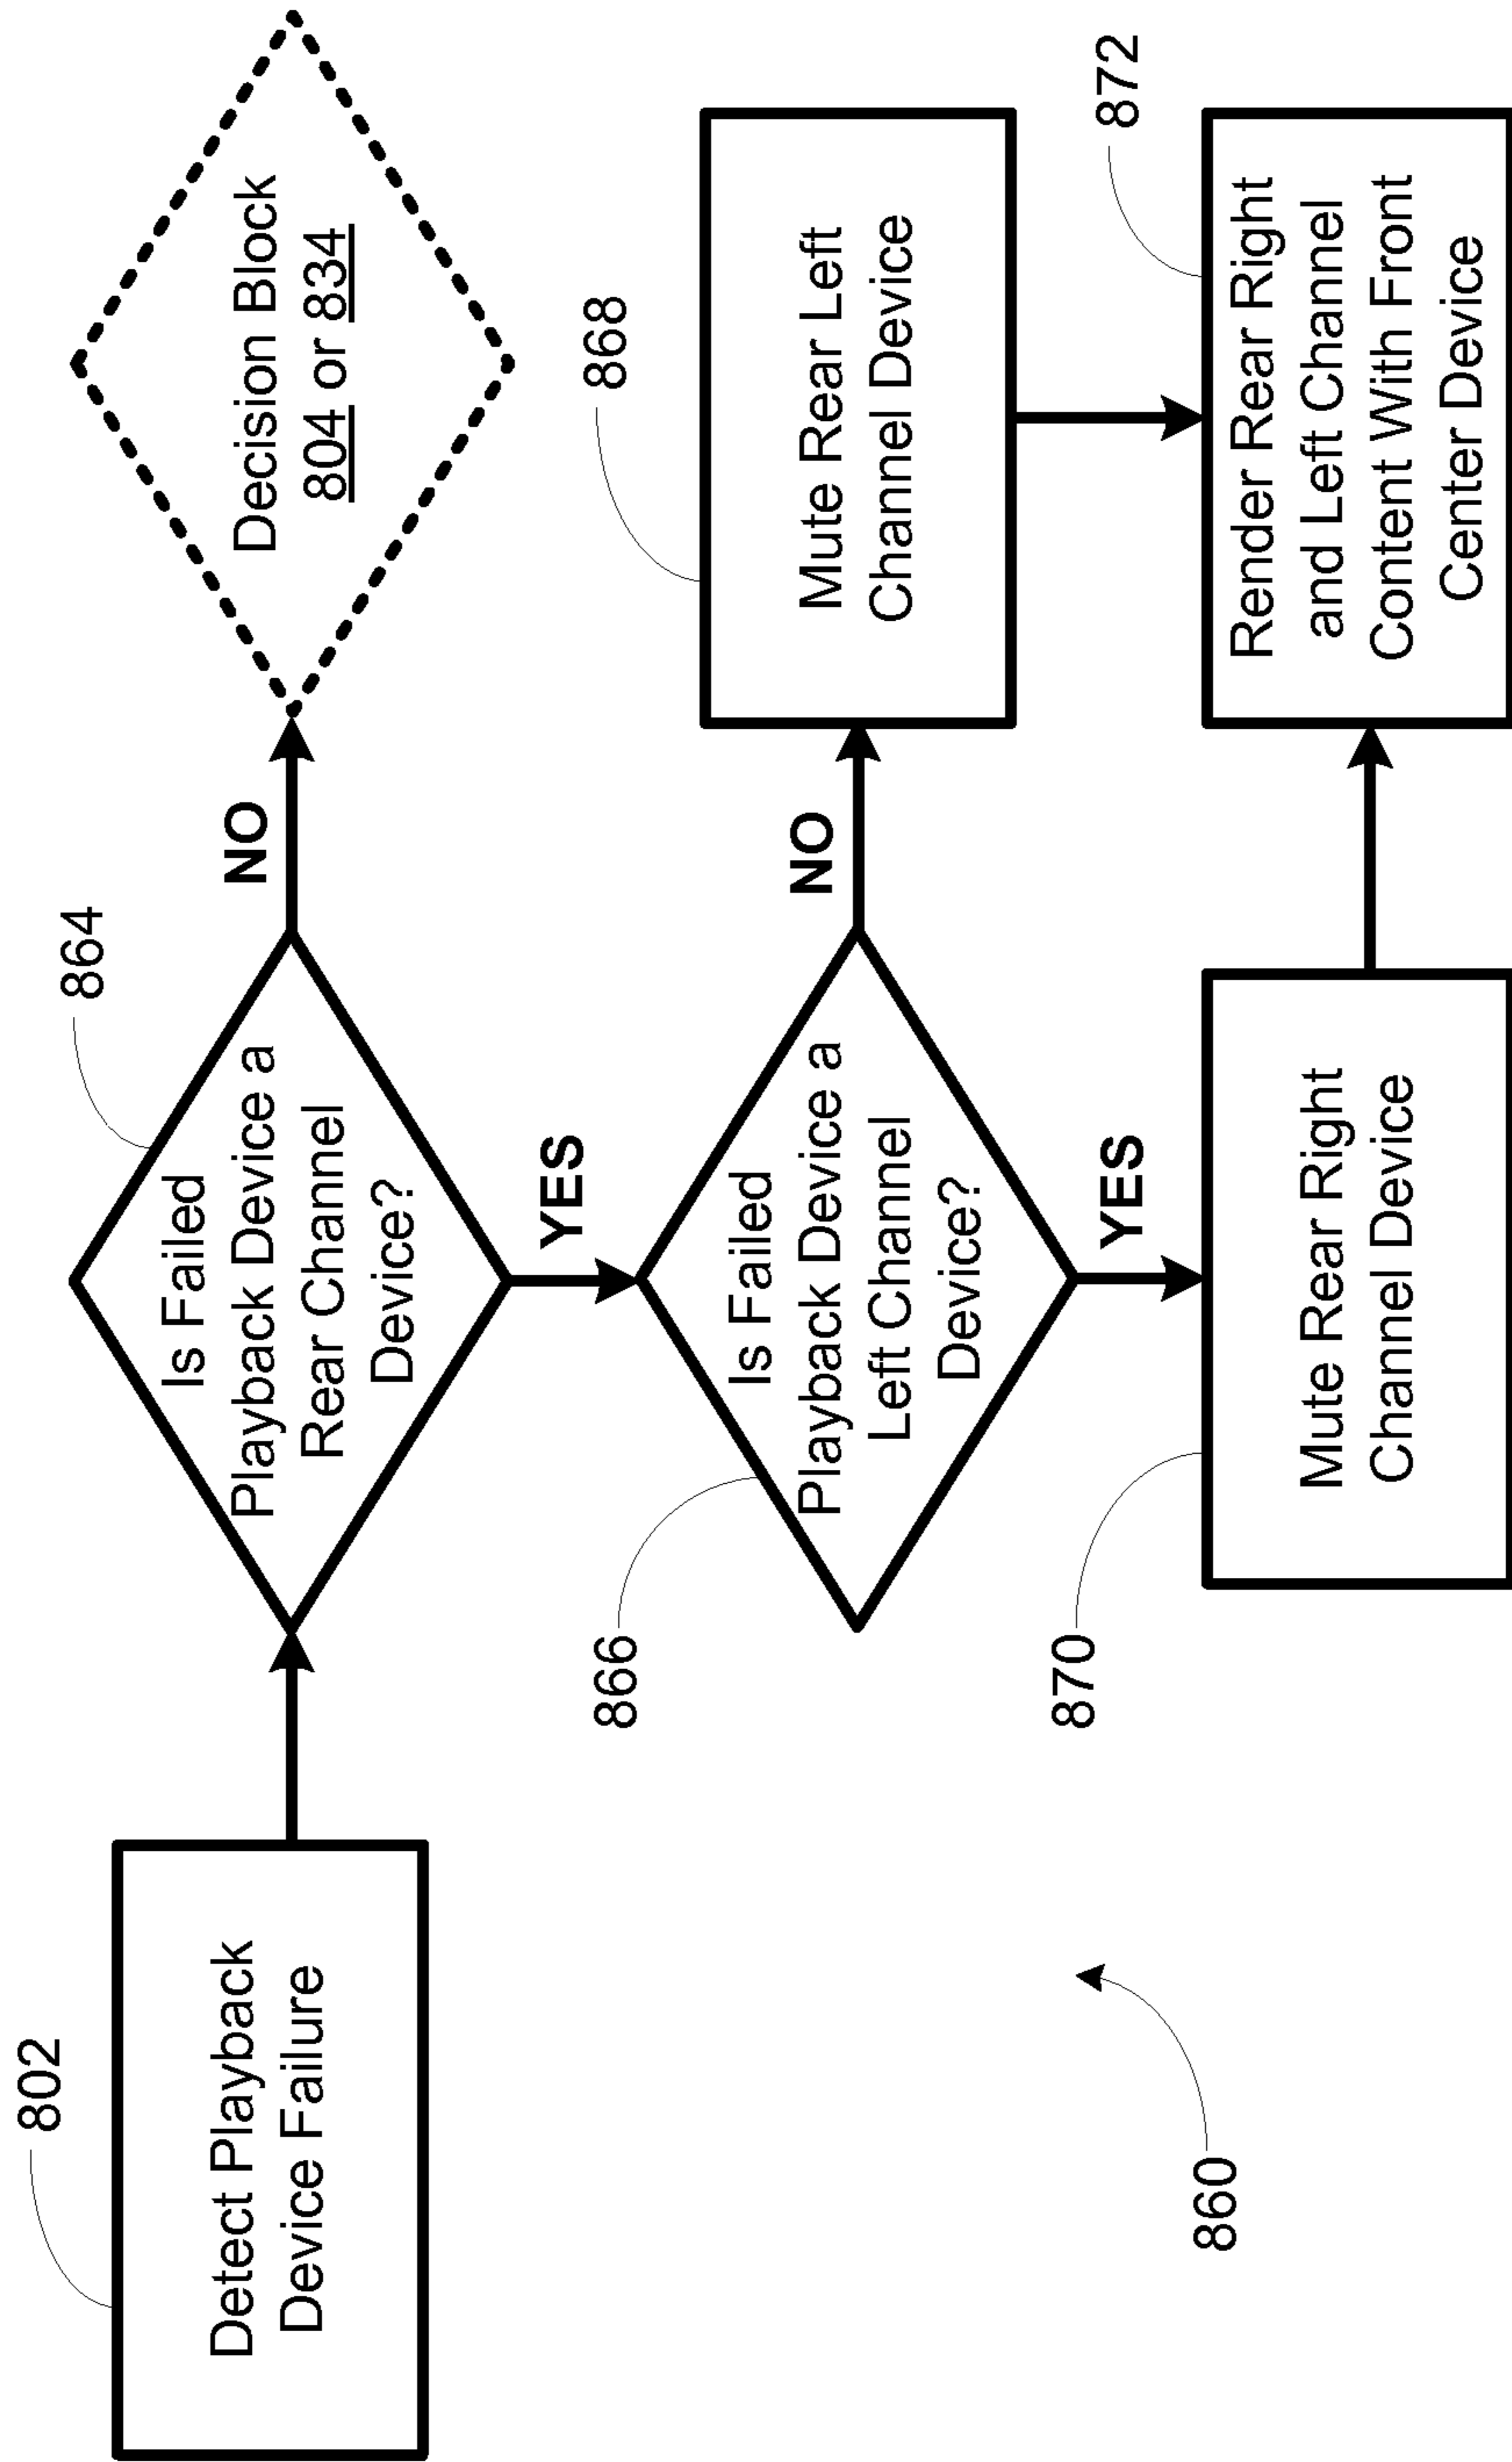 802
Detect Playback
Device Failure
864
Is Failed
Playback Device a
Rear Channel
Device?
NO
Decision Block
804 or 834
YES
866
Is Failed
Playback Device a
Left Channel
Device?
NO
868
Mute Rear Left
Channel Device
YES
870
Mute Rear Right
Channel Device
872
Render Rear Right
and Left Channel
Content With Front
Center Device
860